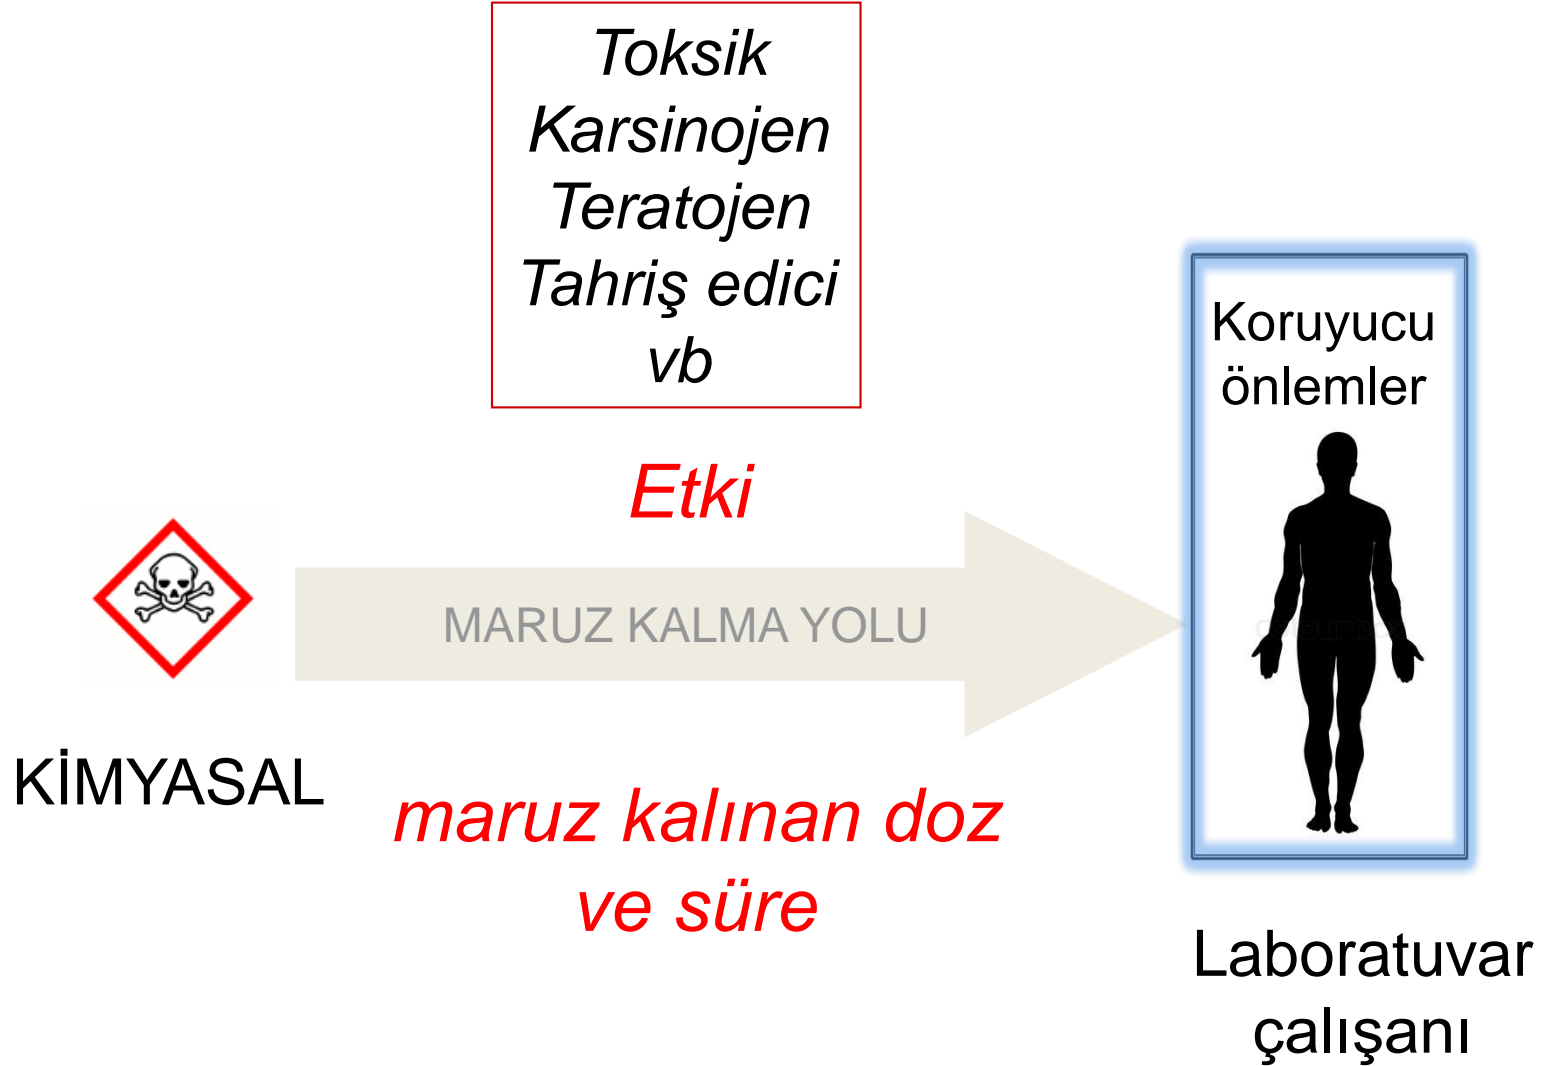 Toksik
Karsinojen
Teratojen
Tahriş edici
vb
Koruyucu
önlemler
Etki
MARUZ KALMA YOLU
KİMYASAL
maruz kalınan doz
ve süre
Laboratuvar
çalışanı